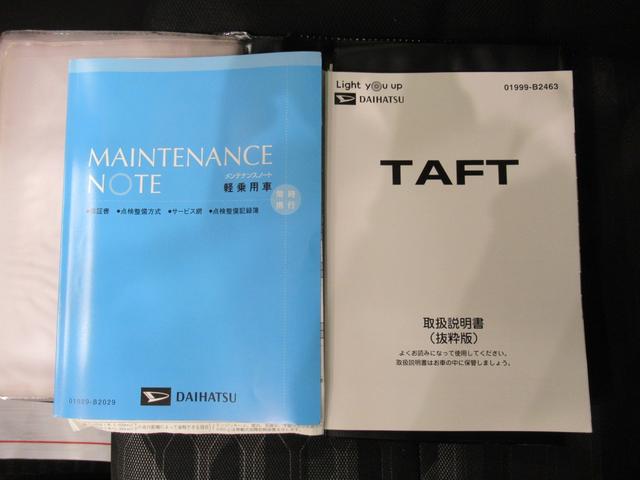 MAINTENANCE
NOTE
メンテナンスノート
軽乗用車
常時
携行
●保証書 ●点検整備方式 ●サービス網 ●点検整備記録簿
01989-B2029
DAIHATSU
Light you up
DAIHATSU
01999-B2463
TAFT
取扱説明書
(抜粋版)
よくお読みになって使用してください。
取扱説明書はお車の中に保管しましょう。